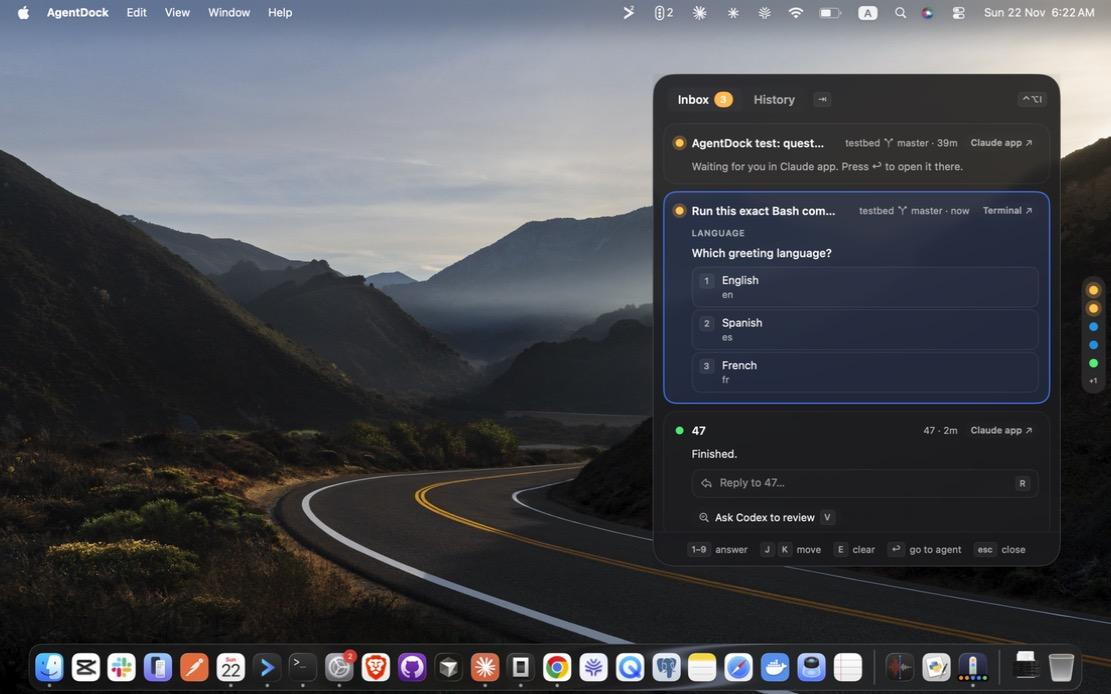 AgentDock Edit View Window Help
2 2 A Sun 22 Nov 6:22 AM
Inbox 3 History ⇥ ^⌥I
AgentDock test: quest... testbed master · 39m Claude app ↗
Waiting for you in Claude app. Press ↩ to open it there.
Run this exact Bash com... testbed master · now Terminal ↗
LANGUAGE
Which greeting language?
1 English
en
2 Spanish
es
3 French
fr
+1
47 47 · 2m Claude app ↗
Finished.
Reply to 47... R
Ask Codex to review V
1–9 answer J K move E clear ↩ go to agent esc close
Sun
22
2